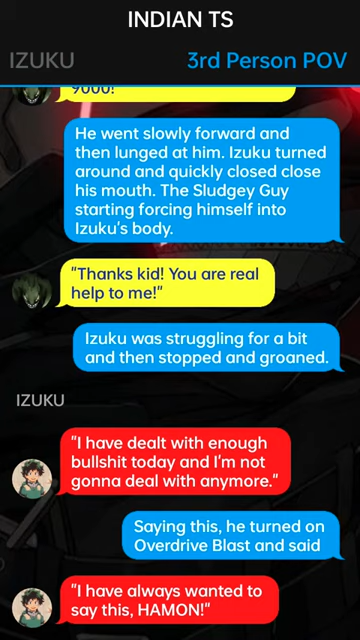 INDIAN TS
IZUKU
3rd Person POV
9000!
He went slowly forward and
then lunged at him. Izuku turned
around and quickly closed close
his mouth. The Sludgey Guy
starting forcing himself into
Izuku's body.
"Thanks kid! You are real
help to me!"
Izuku was struggling for a bit
and then stopped and groaned.
IZUKU
"I have dealt with enough
bullshit today and I'm not
gonna deal with anymore."
Saying this, he turned on
Overdrive Blast and said
"I have always wanted to
say this, HAMON!"